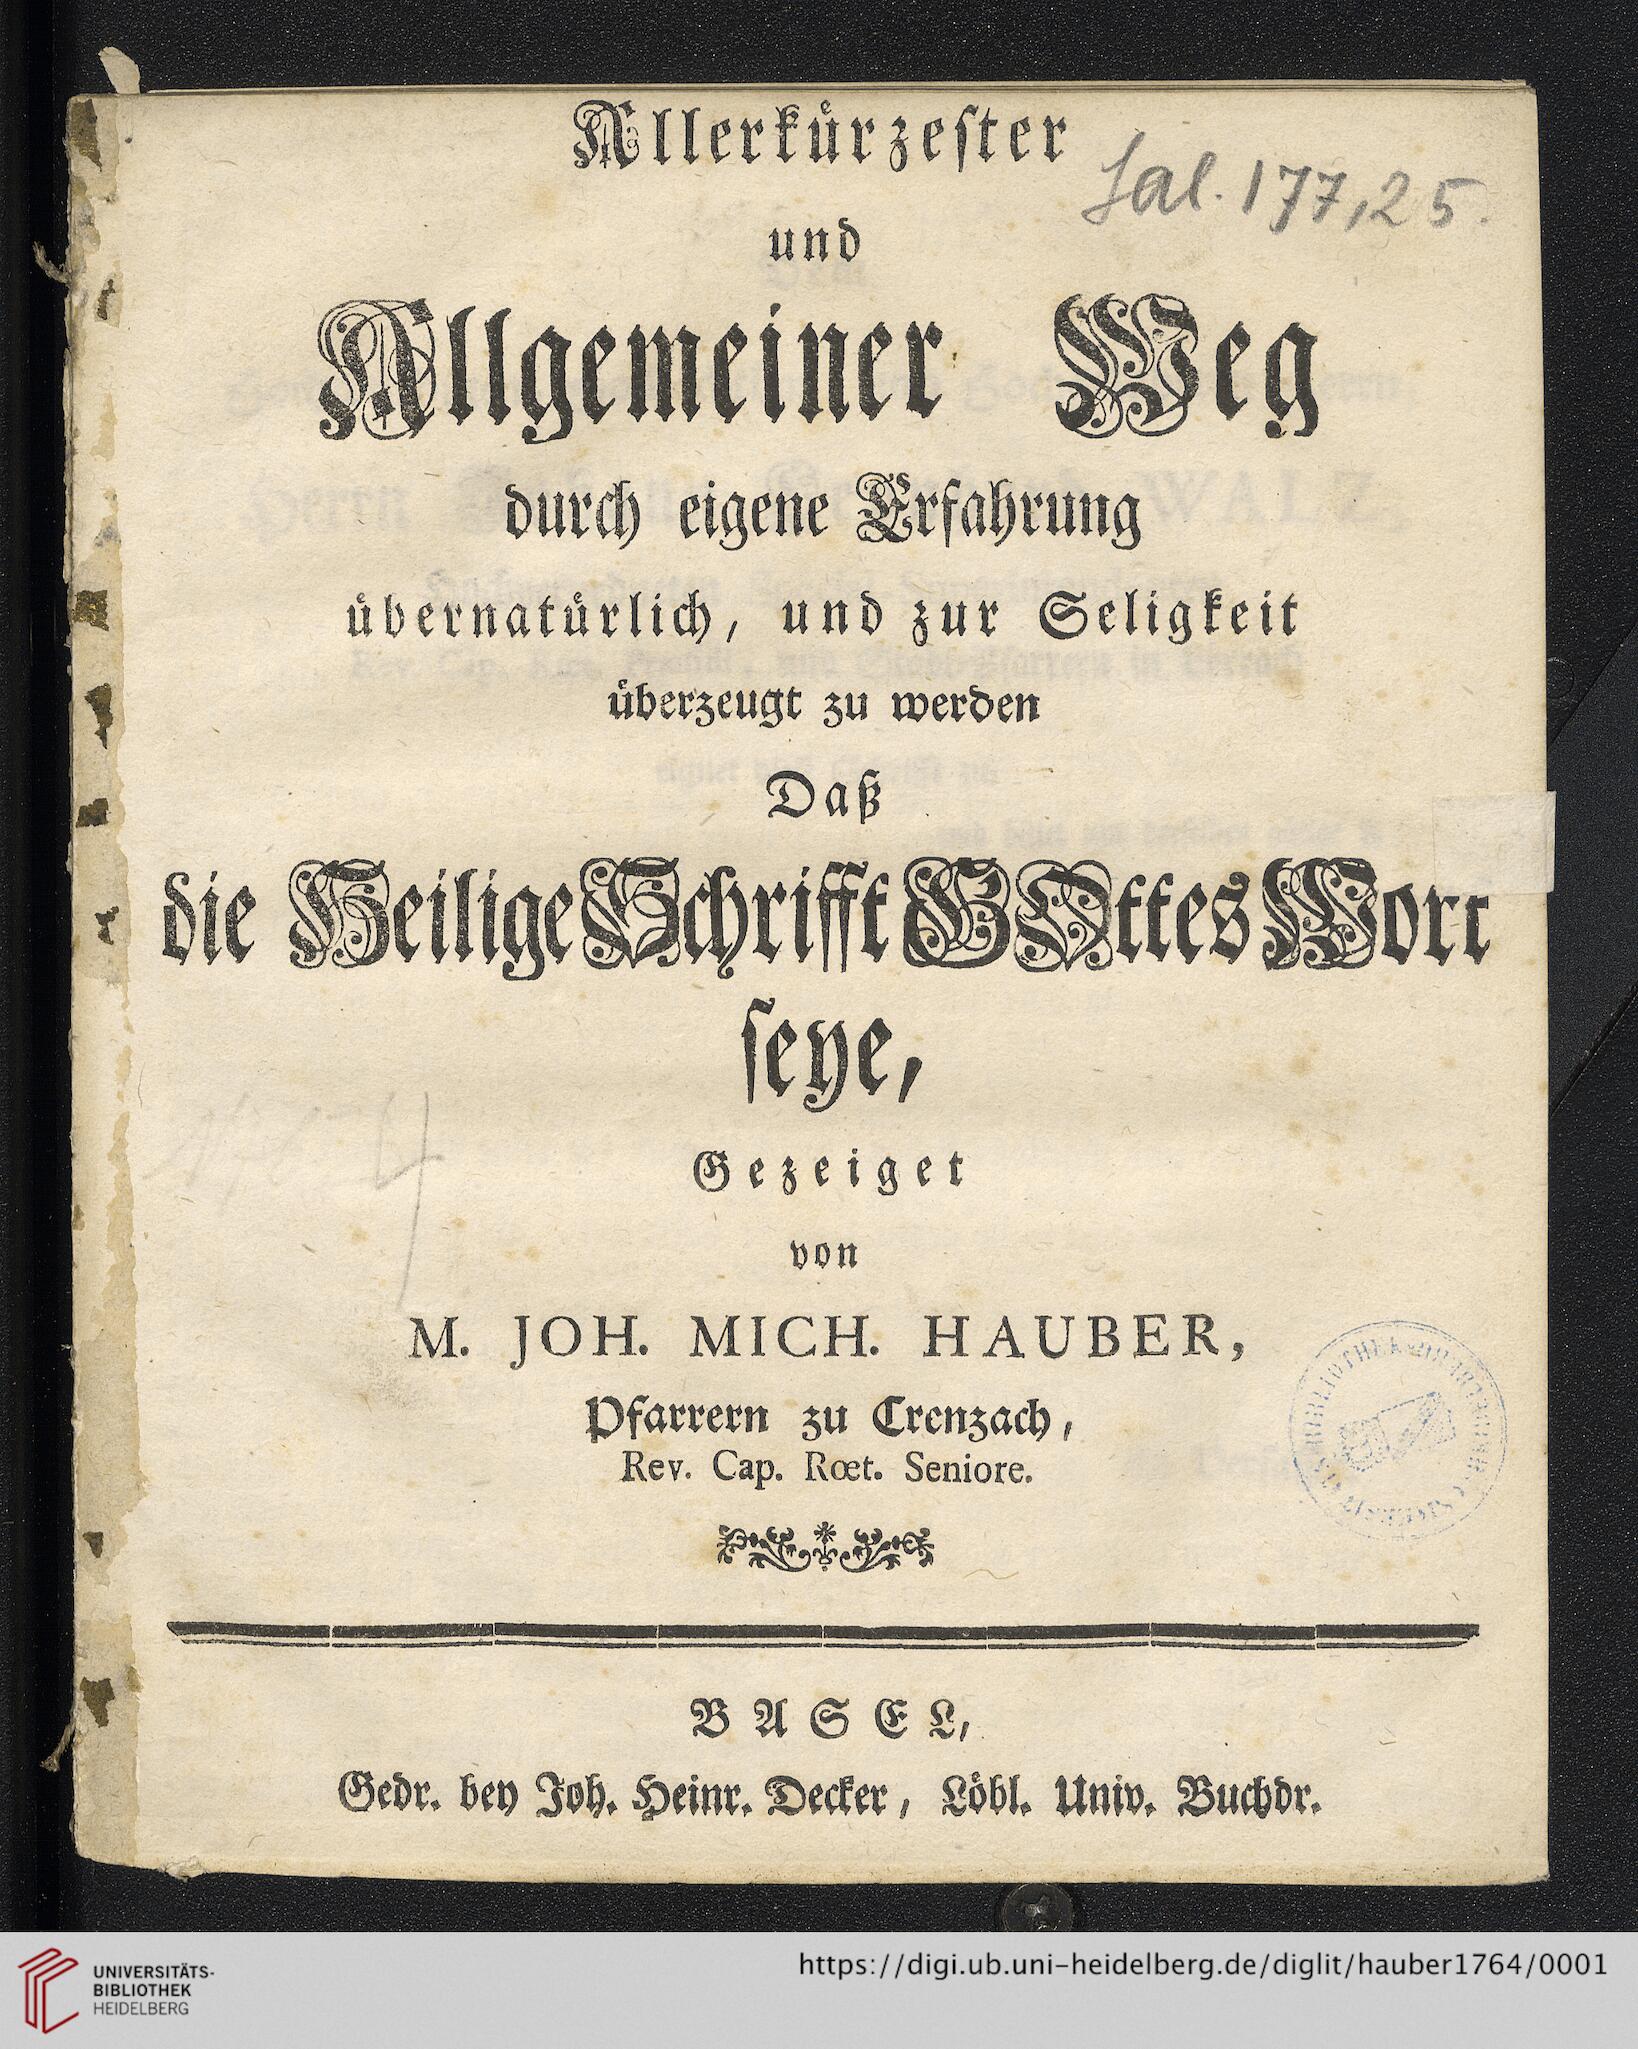 Allerkürzester
Sal. 177,25.
und
Allgemeiner Weg
durch eigene Erfahrung
übernatürlich, und zur Seligkeit
überzeugt zu werden
Daß
die Heilige Schrifft GOttes Wort
seye,
Gezeiget
von
M. JOH. MICH. HAUBER,
Pfarrern zu Crenzach,
Rev. Cap. Rœt. Seniore.
BASEL,
Gedr. bey Joh. Heinr. Decker, Löbl. Univ. Buchdr.
UNIVERSITÄTS-
BIBLIOTHEK
HEIDELBERG
https://digi.ub.uni-heidelberg.de/diglit/hauber1764/0001